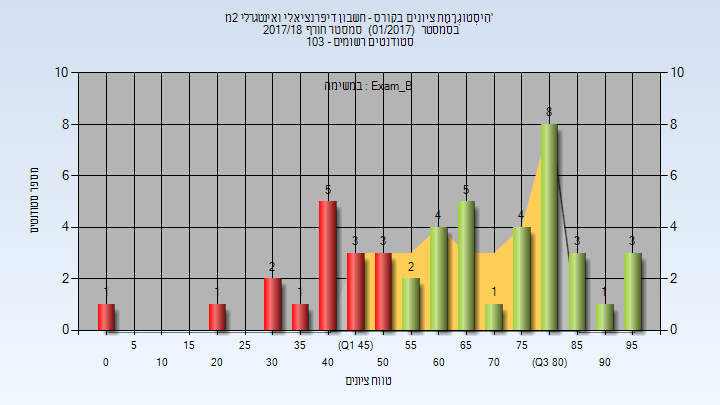 הִיסְטוֹגְרָמַת ציונים בקורס - חשבון דיפרנציאלי ואינטגרלי 2מ'
בסמסטר (01/2017) סמסטר חורף 2017/18
סטודנטים רשומים - 103
במשימה : Exam_B
מספר סטודנטים
10 10
8 8
6 6
4 4
2 2
0 0
1 1 2 1 5 3 3 2 4 5 1 4 8 3 1 3
5 15 25 35 (Q1 45) 55 65 75 85 95
0 10 20 30 40 50 60 70 (Q3 80) 90
טווח ציונים